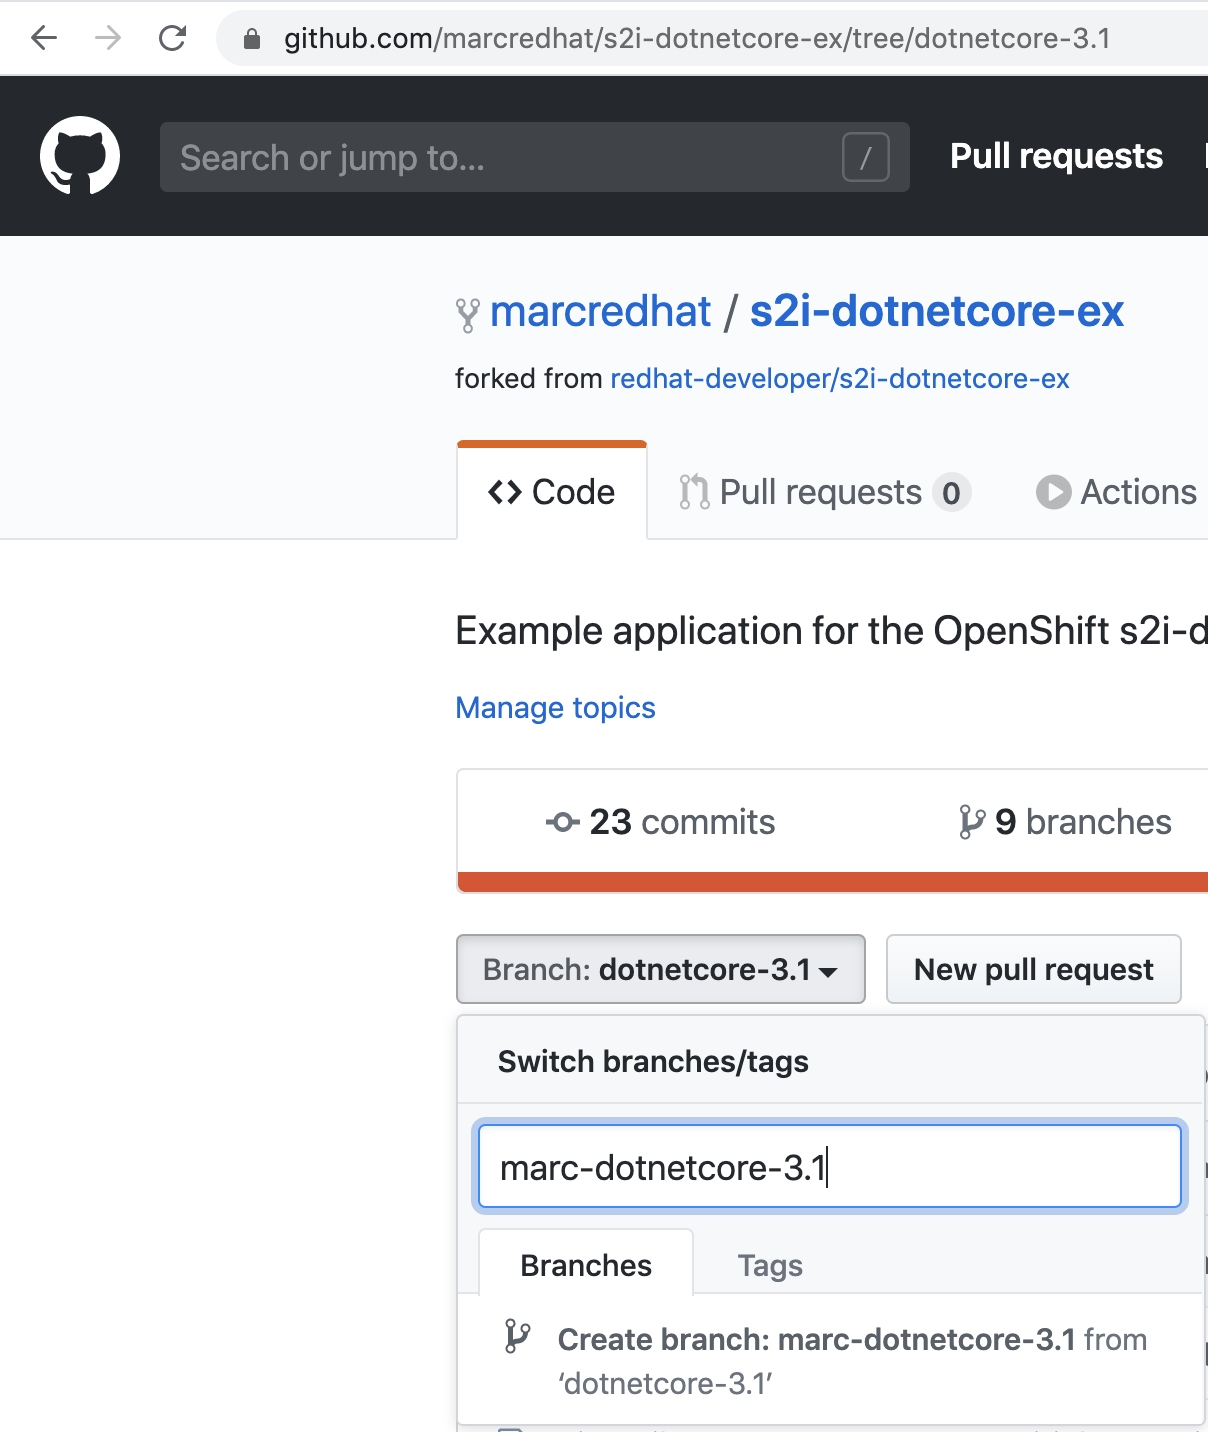 github.com/marcredhat/s2i-dotnetcore-ex/tree/dotnetcore-3.1
Search or jump to... /
Pull requests
marcredhat / s2i-dotnetcore-ex
forked from redhat-developer/s2i-dotnetcore-ex
Code Pull requests 0 Actions
Example application for the OpenShift s2i-d
Manage topics
23 commits 9 branches
Branch: dotnetcore-3.1 New pull request
Switch branches/tags
marc-dotnetcore-3.1
Branches Tags
Create branch: marc-dotnetcore-3.1 from
‘dotnetcore-3.1’